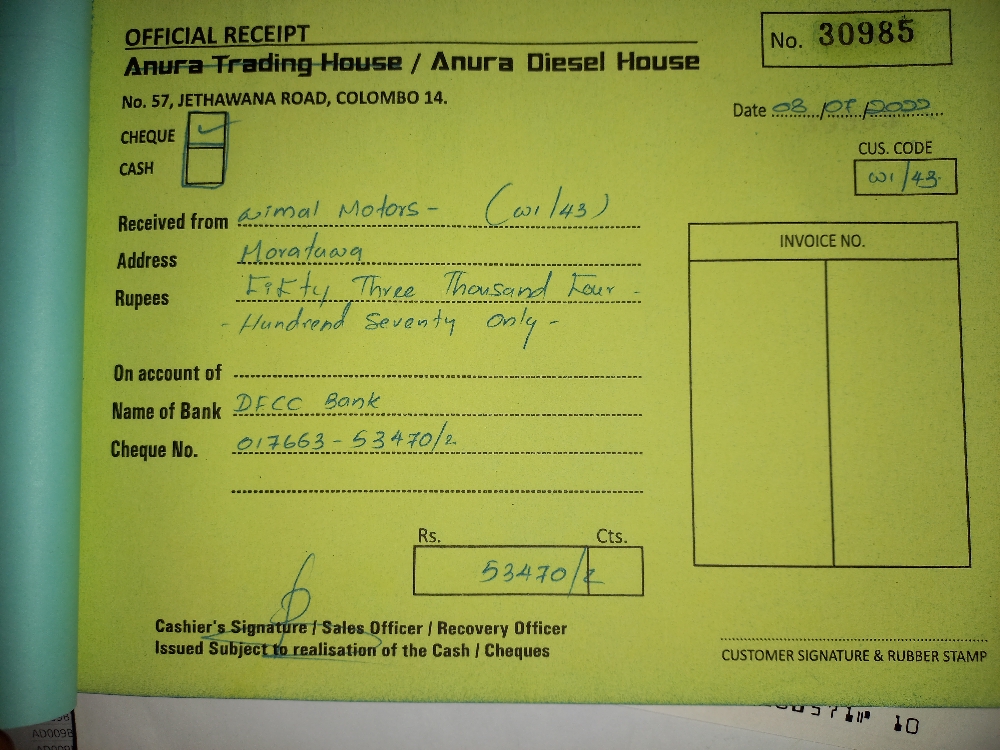 OFFICIAL RECEIPT
No. 30985
Anura Trading House / Anura Diesel House
No. 57, JETHAWANA ROAD, COLOMBO 14.
Date 08/07/2022
CHEQUE ✓
CASH
CUS. CODE
WI/43
Received from Wimal Motors - (WI/43)
Address Moratuwa
Rupees Fifty Three Thousand Four -
- Hundrend Seventy Only -
INVOICE NO.
On account of
Name of Bank DFCC Bank
Cheque No. 017663 - 53470/2
Rs. Cts.
53470/2
Cashier's Signature / Sales Officer / Recovery Officer
Issued Subject to realisation of the Cash / Cheques
CUSTOMER SIGNATURE & RUBBER STAMP
10